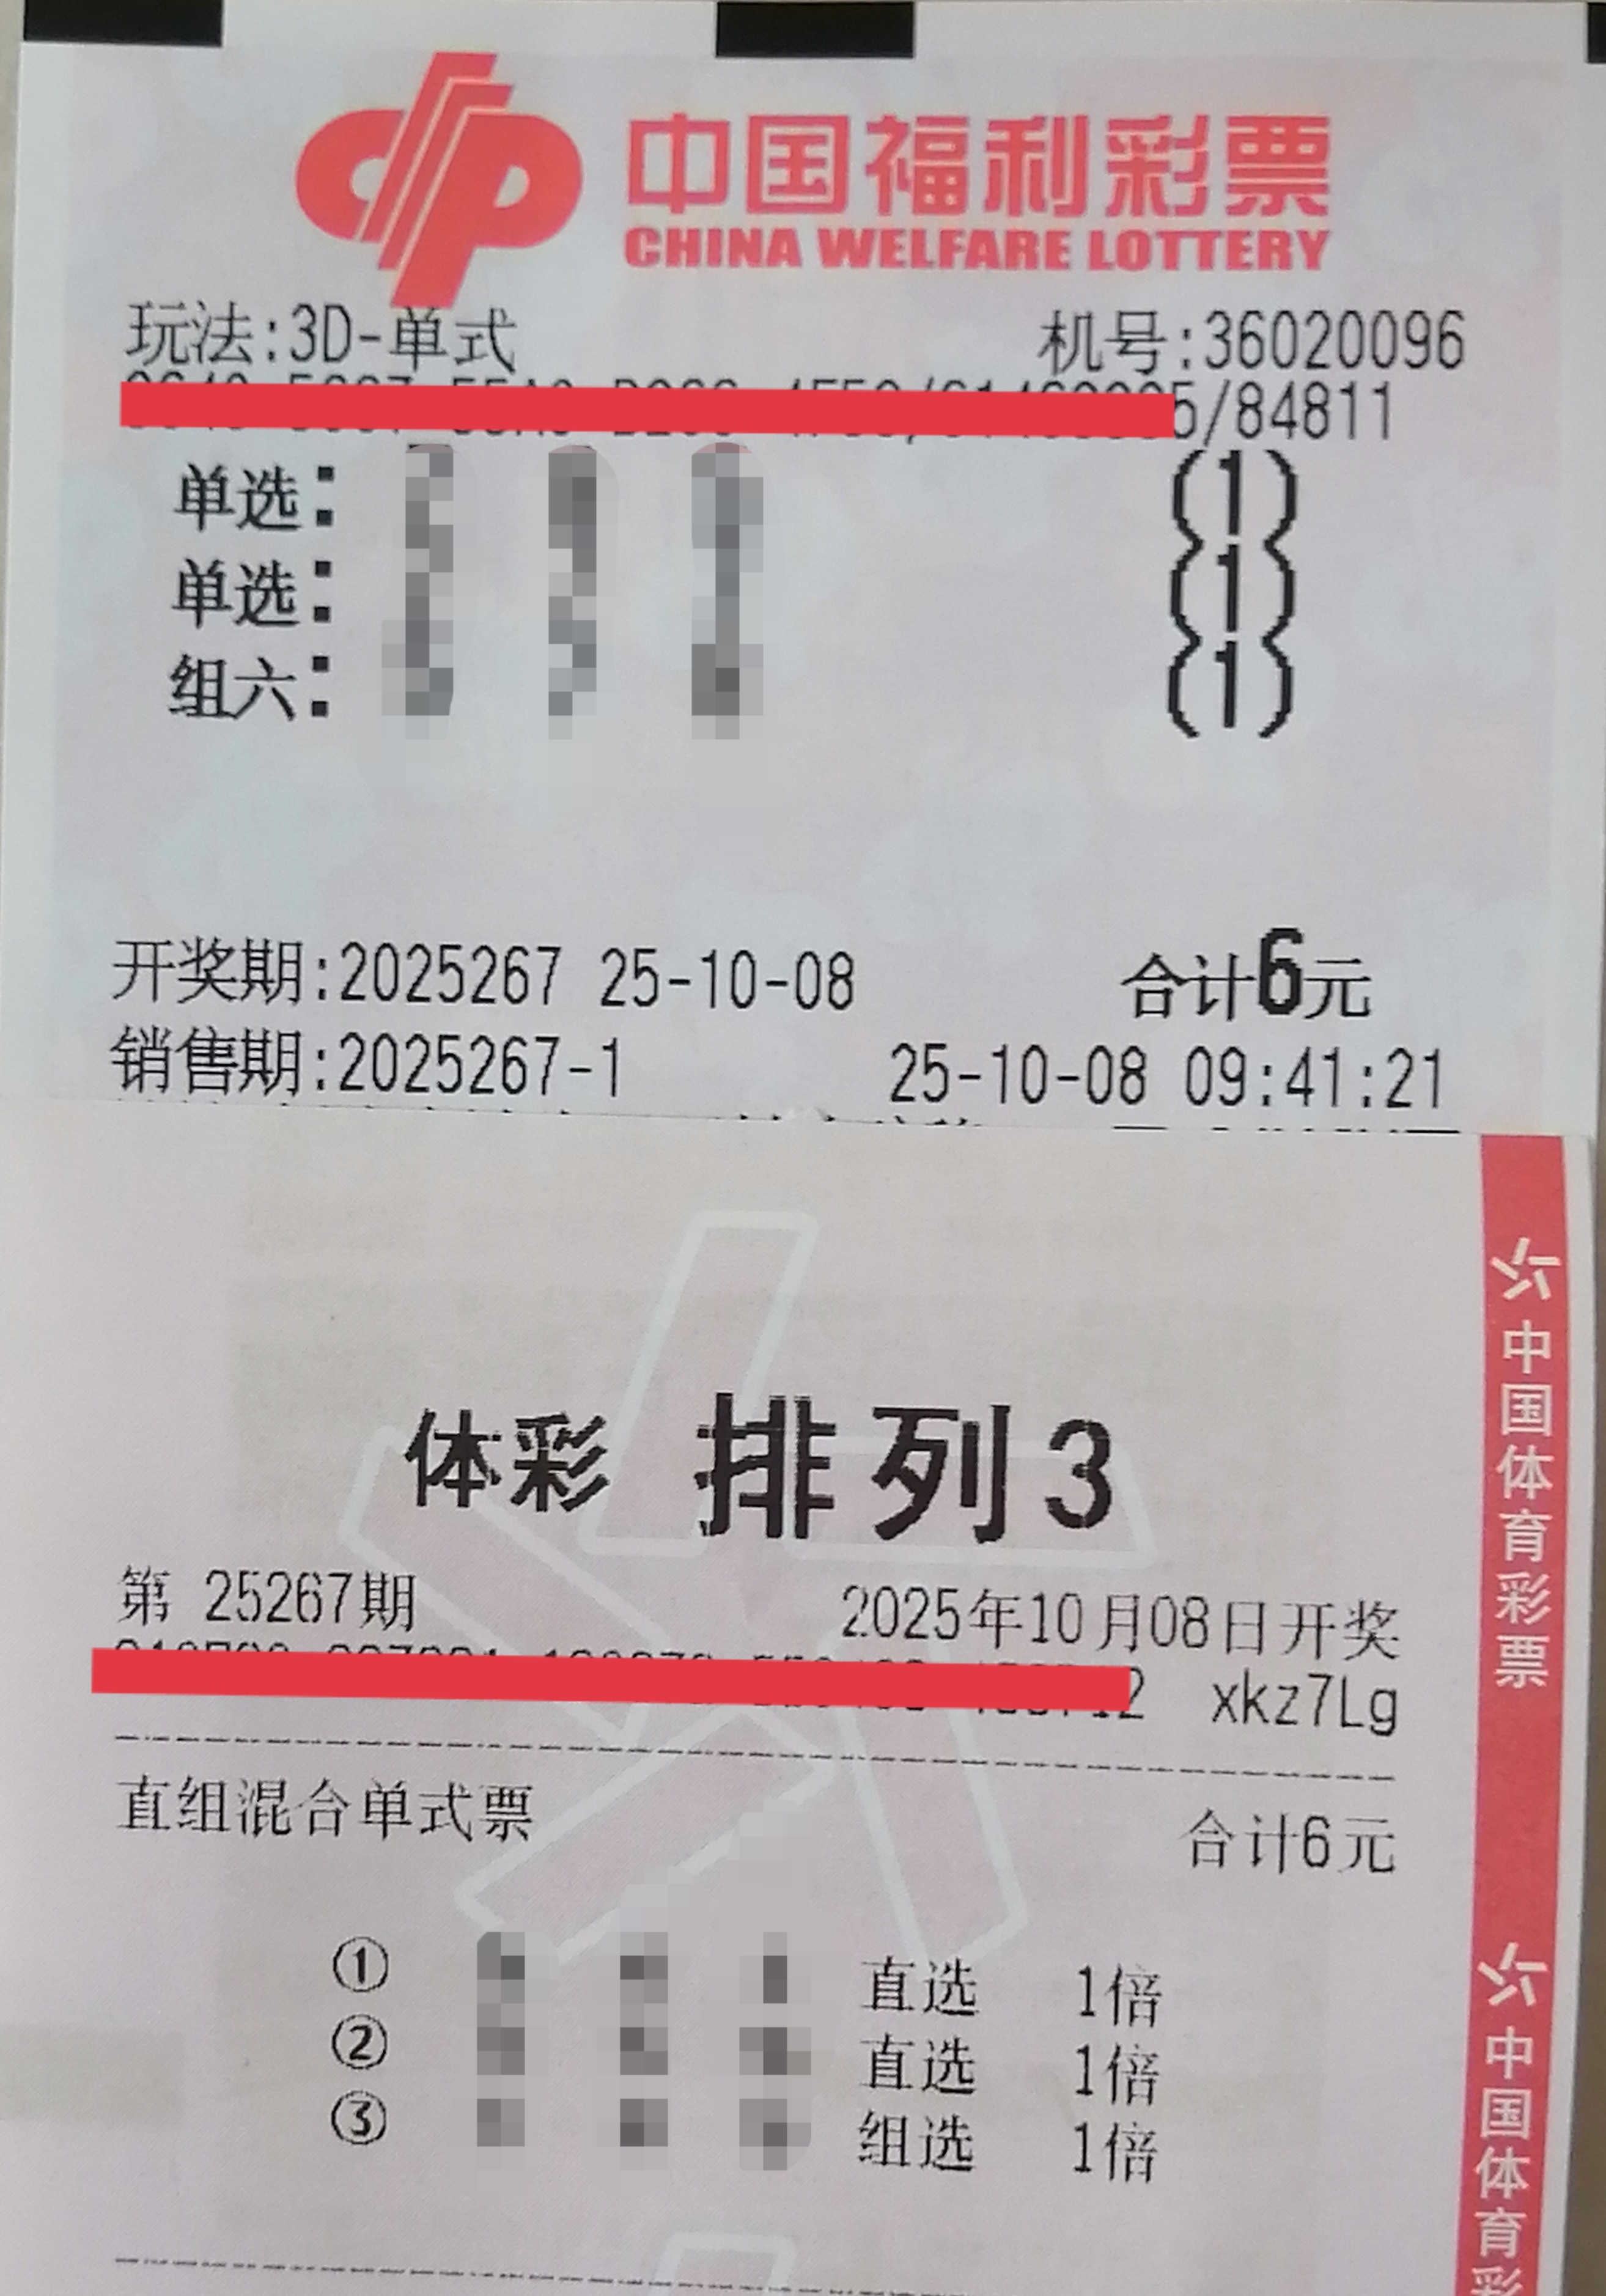 中国福利彩票
CHINA WELFARE LOTTERY
玩法:3D-单式 机号:36020096
5/84811
单选: (1)
单选: (1)
组六: (1)
开奖期:2025267 25-10-08 合计6元
销售期:2025267-1 25-10-08 09:41:21
体彩 排列3
第 25267期 2025年10月08日开奖
2 xkz7Lg
直组混合单式票 合计6元
① 直选 1倍
② 直选 1倍
③ 组选 1倍
中国体育彩票
中国体育彩